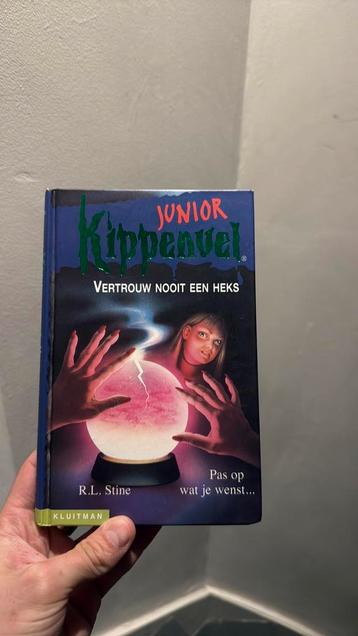 JUNIOR
Kippenvel®
VERTROUW NOOIT EEN HEKS
Pas op
R.L. Stine wat je wenst...
KLUITMAN